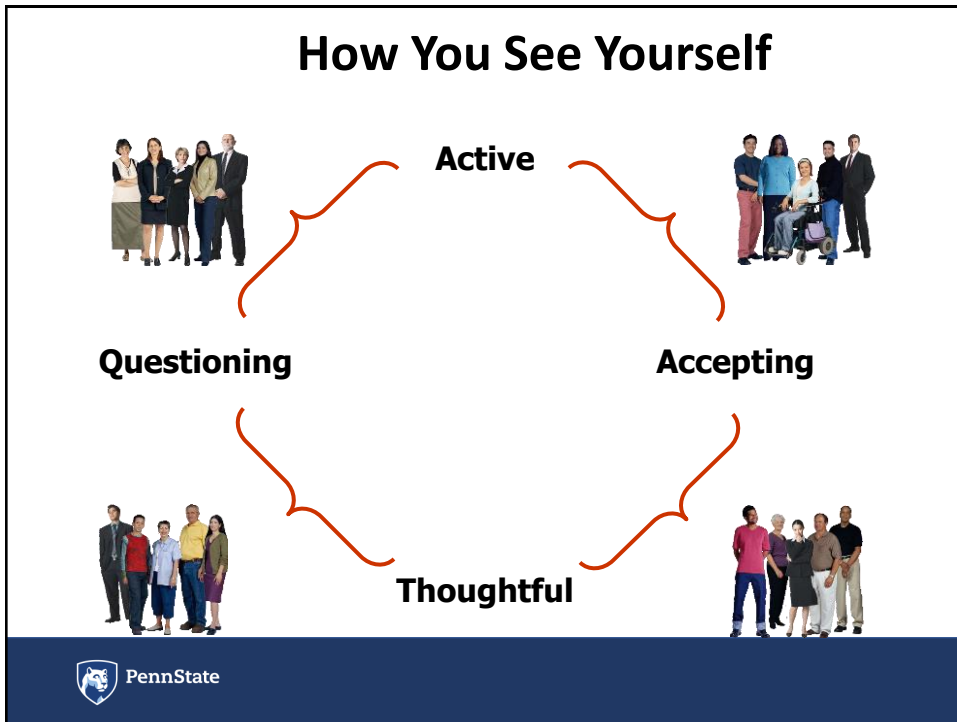 How You See Yourself
Active
Questioning
Accepting
Thoughtful
PennState